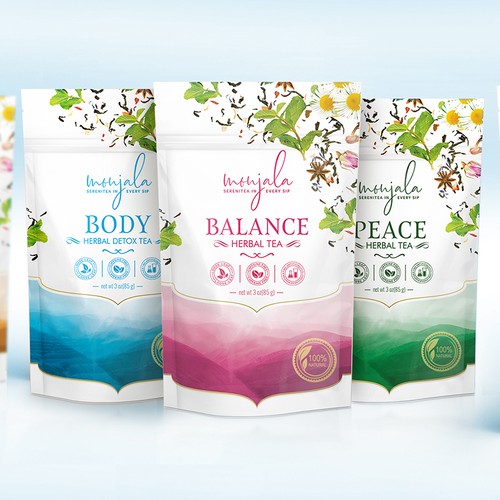 monjala
SERENITEA IN EVERY SIP
BODY
HERBAL DETOX TEA
net wt 3 oz(85 g)
monjala
SERENITEA IN EVERY SIP
BALANCE
HERBAL TEA
net wt 3 oz(85 g)
100%
NATURAL
monjala
SERENITEA IN EVERY SIP
PEACE
HERBAL TEA
net wt 3 oz(85 g)
100%
NATURAL